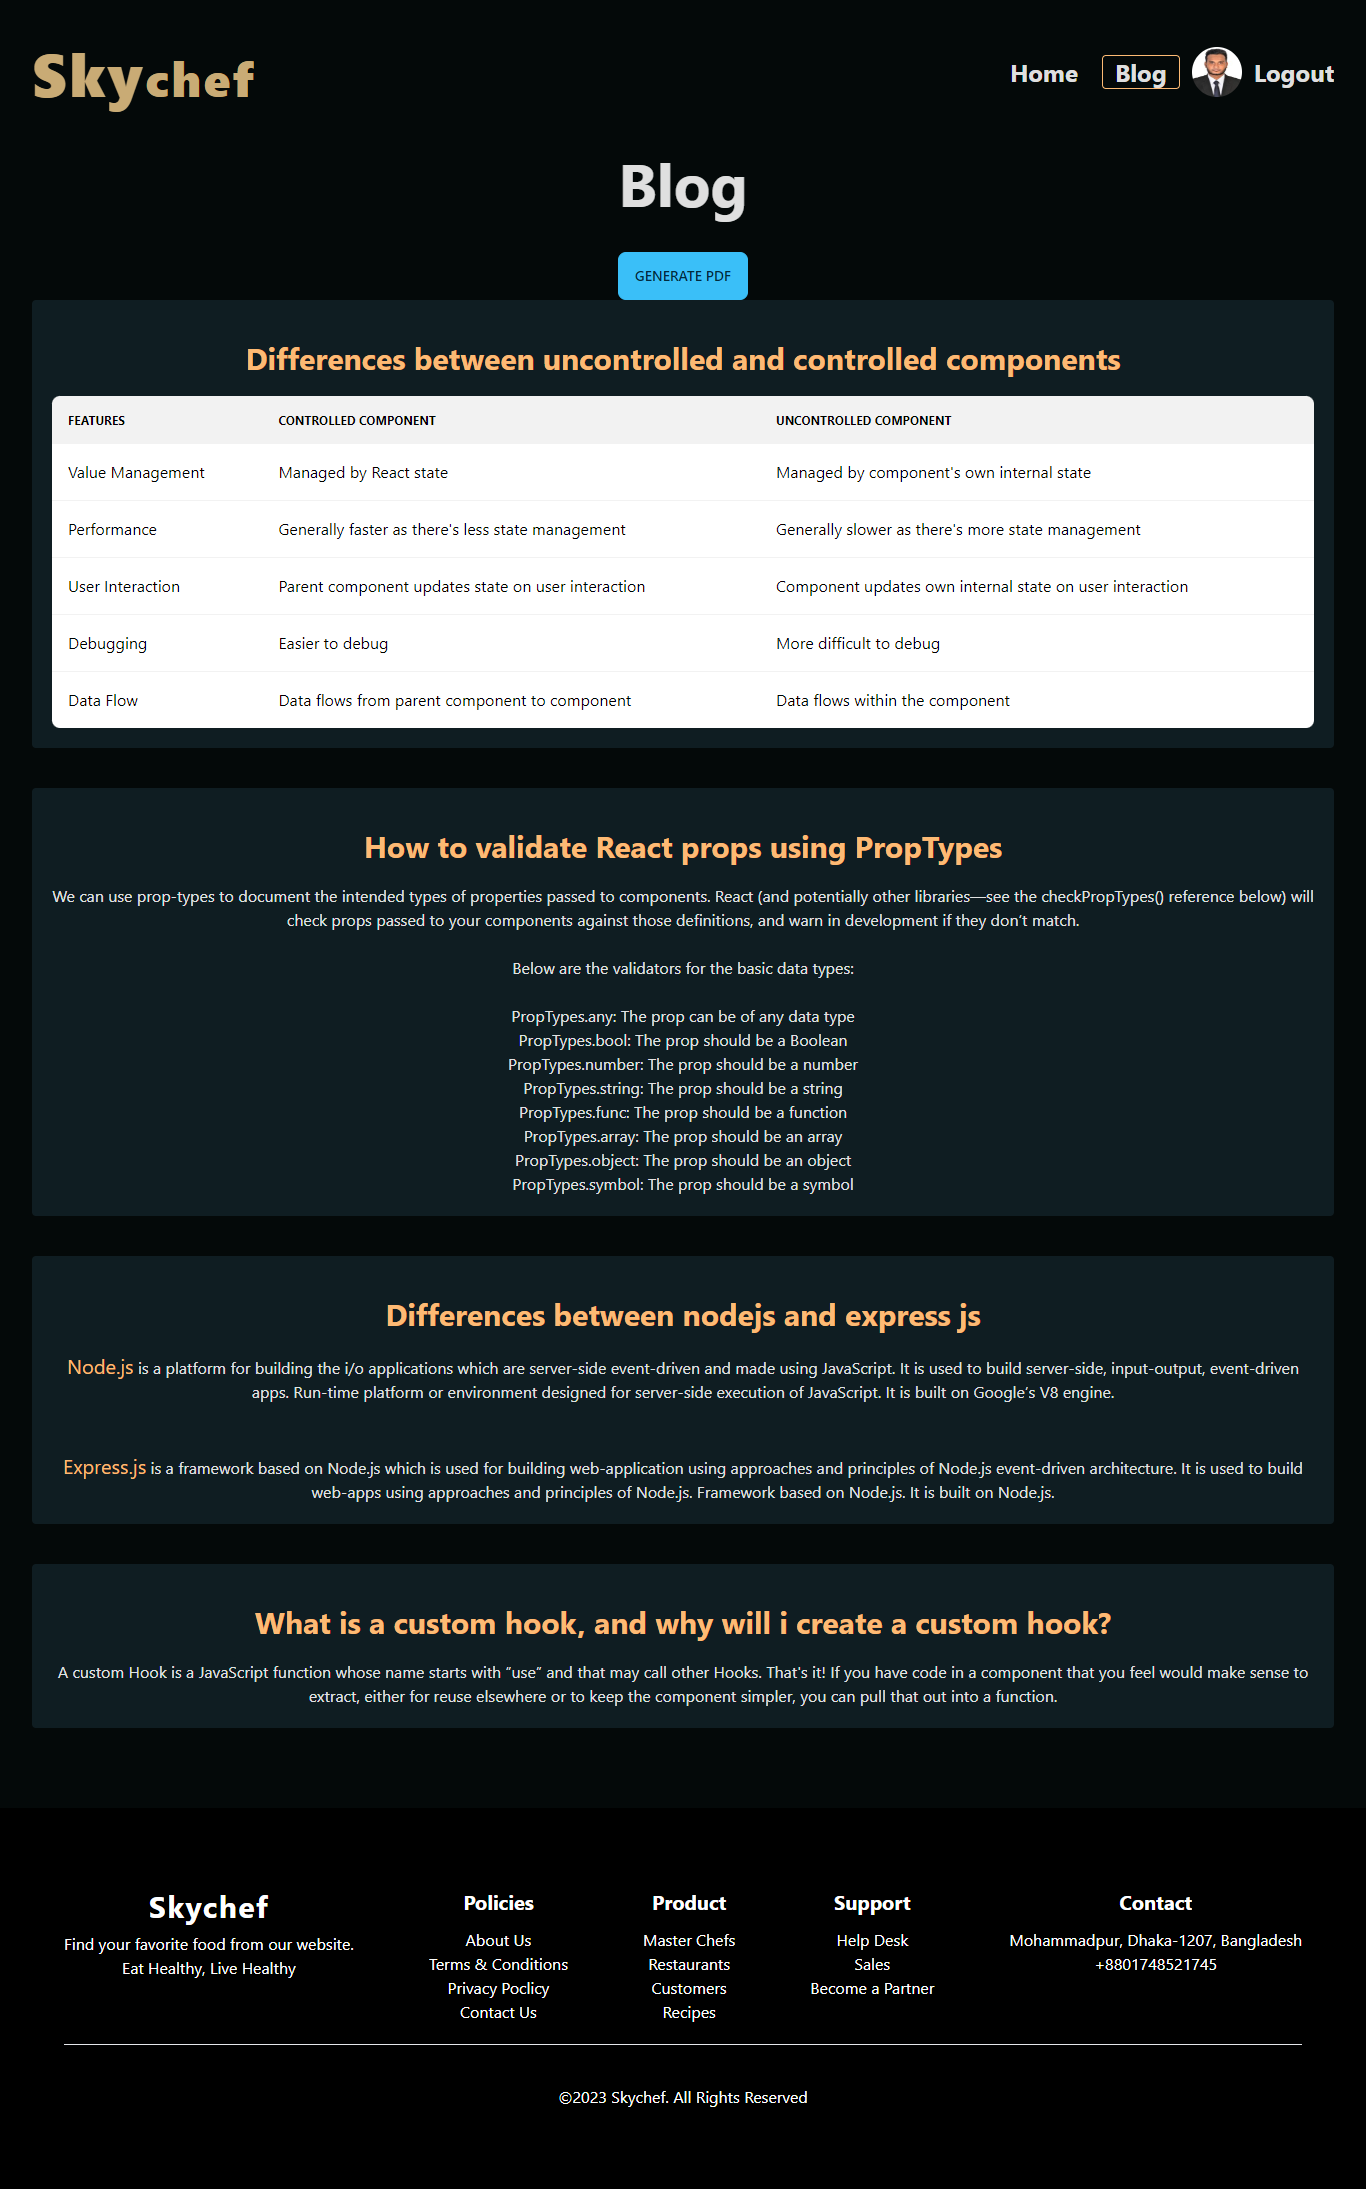 Skychef
Home Blog Logout
Blog
GENERATE PDF
Differences between uncontrolled and controlled components
FEATURES CONTROLLED COMPONENT UNCONTROLLED COMPONENT
Value Management Managed by React state Managed by component's own internal state
Performance Generally faster as there's less state management Generally slower as there's more state management
User Interaction Parent component updates state on user interaction Component updates own internal state on user interaction
Debugging Easier to debug More difficult to debug
Data Flow Data flows from parent component to component Data flows within the component
How to validate React props using PropTypes
We can use prop-types to document the intended types of properties passed to components. React (and potentially other libraries—see the checkPropTypes() reference below) will
check props passed to your components against those definitions, and warn in development if they don’t match.
Below are the validators for the basic data types:
PropTypes.any: The prop can be of any data type
PropTypes.bool: The prop should be a Boolean
PropTypes.number: The prop should be a number
PropTypes.string: The prop should be a string
PropTypes.func: The prop should be a function
PropTypes.array: The prop should be an array
PropTypes.object: The prop should be an object
PropTypes.symbol: The prop should be a symbol
Differences between nodejs and express js
Node.js is a platform for building the i/o applications which are server-side event-driven and made using JavaScript. It is used to build server-side, input-output, event-driven
apps. Run-time platform or environment designed for server-side execution of JavaScript. It is built on Google’s V8 engine.
Express.js is a framework based on Node.js which is used for building web-application using approaches and principles of Node.js event-driven architecture. It is used to build
web-apps using approaches and principles of Node.js. Framework based on Node.js. It is built on Node.js.
What is a custom hook, and why will i create a custom hook?
A custom Hook is a JavaScript function whose name starts with ”use” and that may call other Hooks. That's it! If you have code in a component that you feel would make sense to
extract, either for reuse elsewhere or to keep the component simpler, you can pull that out into a function.
Skychef
Find your favorite food from our website.
Eat Healthy, Live Healthy
Policies
About Us
Terms & Conditions
Privacy Poclicy
Contact Us
Product
Master Chefs
Restaurants
Customers
Recipes
Support
Help Desk
Sales
Become a Partner
Contact
Mohammadpur, Dhaka-1207, Bangladesh
+8801748521745
©2023 Skychef. All Rights Reserved